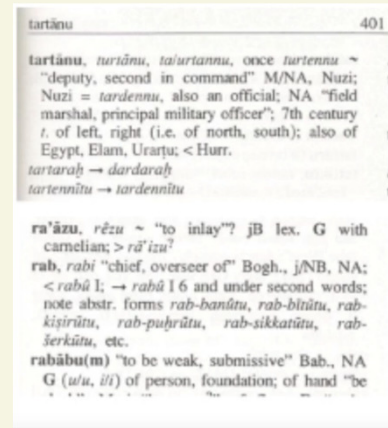 tartānu 401
tartānu, turtānu, ta/urtannu, once turtennu ~
"deputy, second in command" M/NA, Nuzi;
Nuzi = tardennu, also an official; NA "field
marshal, principal military officer"; 7th century
t. of left, right (i.e. of north, south); also of
Egypt, Elam, Urarṭu; < Hurr.
tartaraḫ → dardaraḫ
tartennītu → tardennītu
ra'āzu, rêzu ~ "to inlay"? jB lex. G with
carnelian; > rā'izu?
rab, rabi "chief, overseer of" Bogh., j/NB, NA;
< rabû I; → rabû I 6 and under second words;
note abstr. forms rab-banûtu, rab-bītūtu, rab-
kiṣirūtu, rab-puḫrūtu, rab-sikkatūtu, rab-
šerkūtu, etc.
rabābu(m) "to be weak, submissive" Bab., NA
G (u/u, i/i) of person, foundation; of hand "be